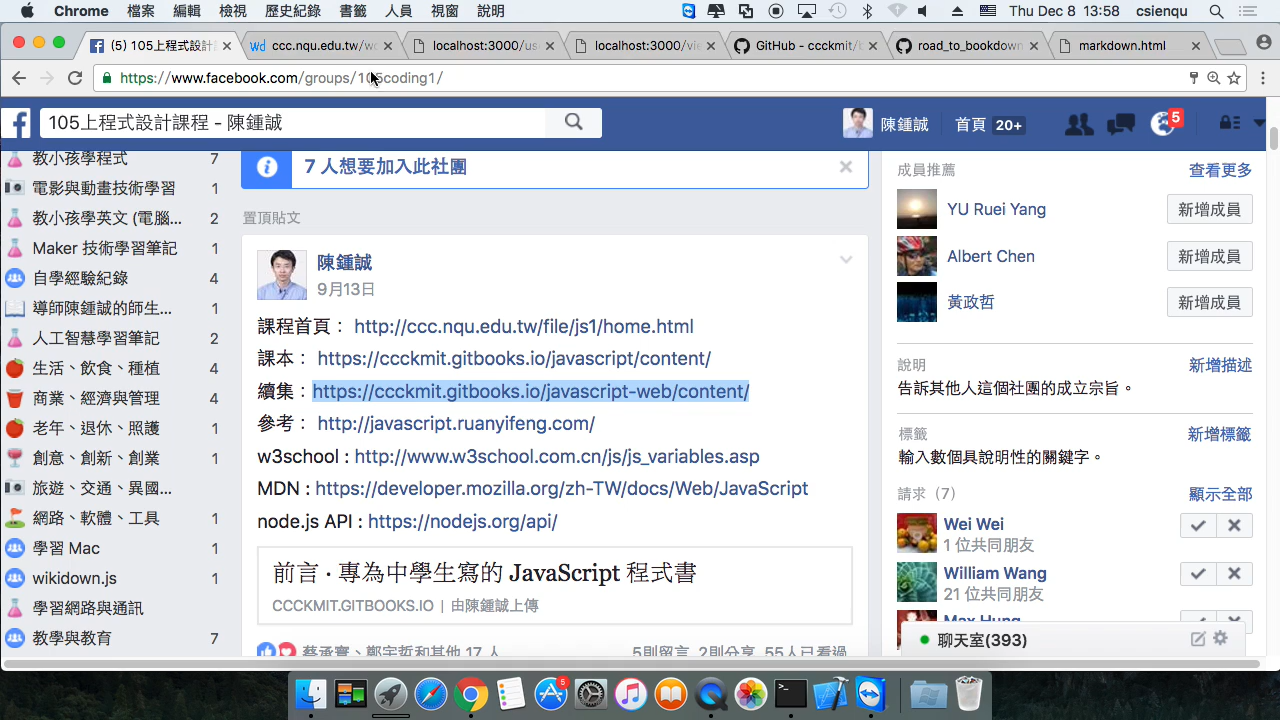 Chrome 檔案 編輯 檢視 歷史紀錄 書籤 人員 視窗 說明 Thu Dec 8 13:58 csienqu
(5) 105上程式設計 ccc.nqu.edu.tw/w localhost:3000/us localhost:3000/vie GitHub - ccckmit/ road_to_bookdown markdown.html
https://www.facebook.com/groups/105coding1/
105上程式設計課程 - 陳鍾誠
陳鍾誠 首頁 20+ 5
教小孩學程式 7
電影與動畫技術學習 1
教小孩學英文 (電腦... 2
Maker 技術學習筆記 1
自學經驗紀錄 4
導師陳鍾誠的師生... 1
人工智慧學習筆記 2
生活、飲食、種植 4
商業、經濟與管理 1
老年、退休、照護 1
創意、創新、創業 1
旅遊、交通、異國... 1
網路、軟體、工具 1
學習 Mac 1
wikidown.js 1
學習網路與通訊
教學與教育 7
7 人想要加入此社團
置頂貼文
陳鍾誠
9月13日
課程首頁： http://ccc.nqu.edu.tw/file/js1/home.html
課本： https://ccckmit.gitbooks.io/javascript/content/
續集：https://ccckmit.gitbooks.io/javascript-web/content/
參考： http://javascript.ruanyifeng.com/
w3school : http://www.w3school.com.cn/js/js_variables.asp
MDN : https://developer.mozilla.org/zh-TW/docs/Web/JavaScript
node.js API : https://nodejs.org/api/
前言 · 專為中學生寫的 JavaScript 程式書
CCCKMIT.GITBOOKS.IO | 由陳鍾誠上傳
蔡承賓、鄭宇哲和其他 17 人 5則留言 2則分享 55人已看過
成員推薦 查看更多
YU Ruei Yang 新增成員
Albert Chen 新增成員
黃政哲 新增成員
說明 新增描述
告訴其他人這個社團的成立宗旨。
標籤 新增標籤
輸入數個具說明性的關鍵字。
請求（7） 顯示全部
Wei Wei
1 位共同朋友
William Wang
21 位共同朋友
Max Hung
聊天室(393)
5